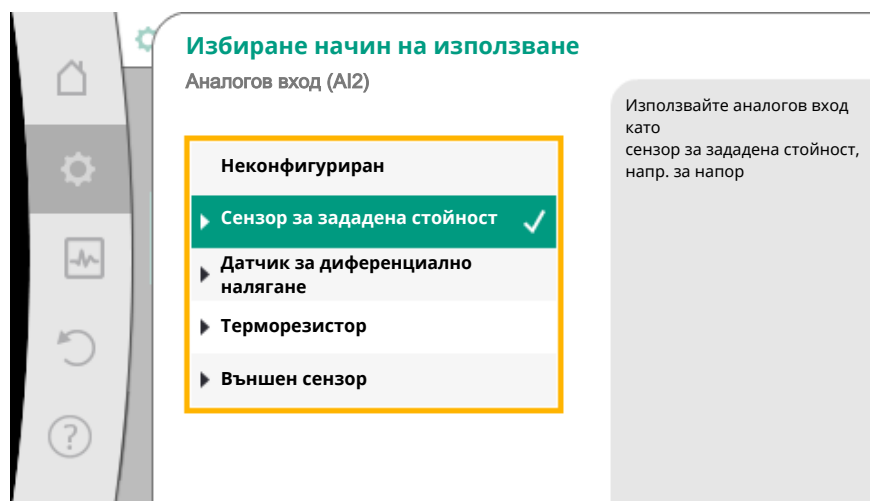 Избиране начин на използване
Аналогов вход (AI2)
Неконфигуриран
Сензор за зададена стойност
Датчик за диференциално
налягане
Терморезистор
Външен сензор
Използвайте аналогов вход
като
сензор за зададена стойност,
напр. за напор
?